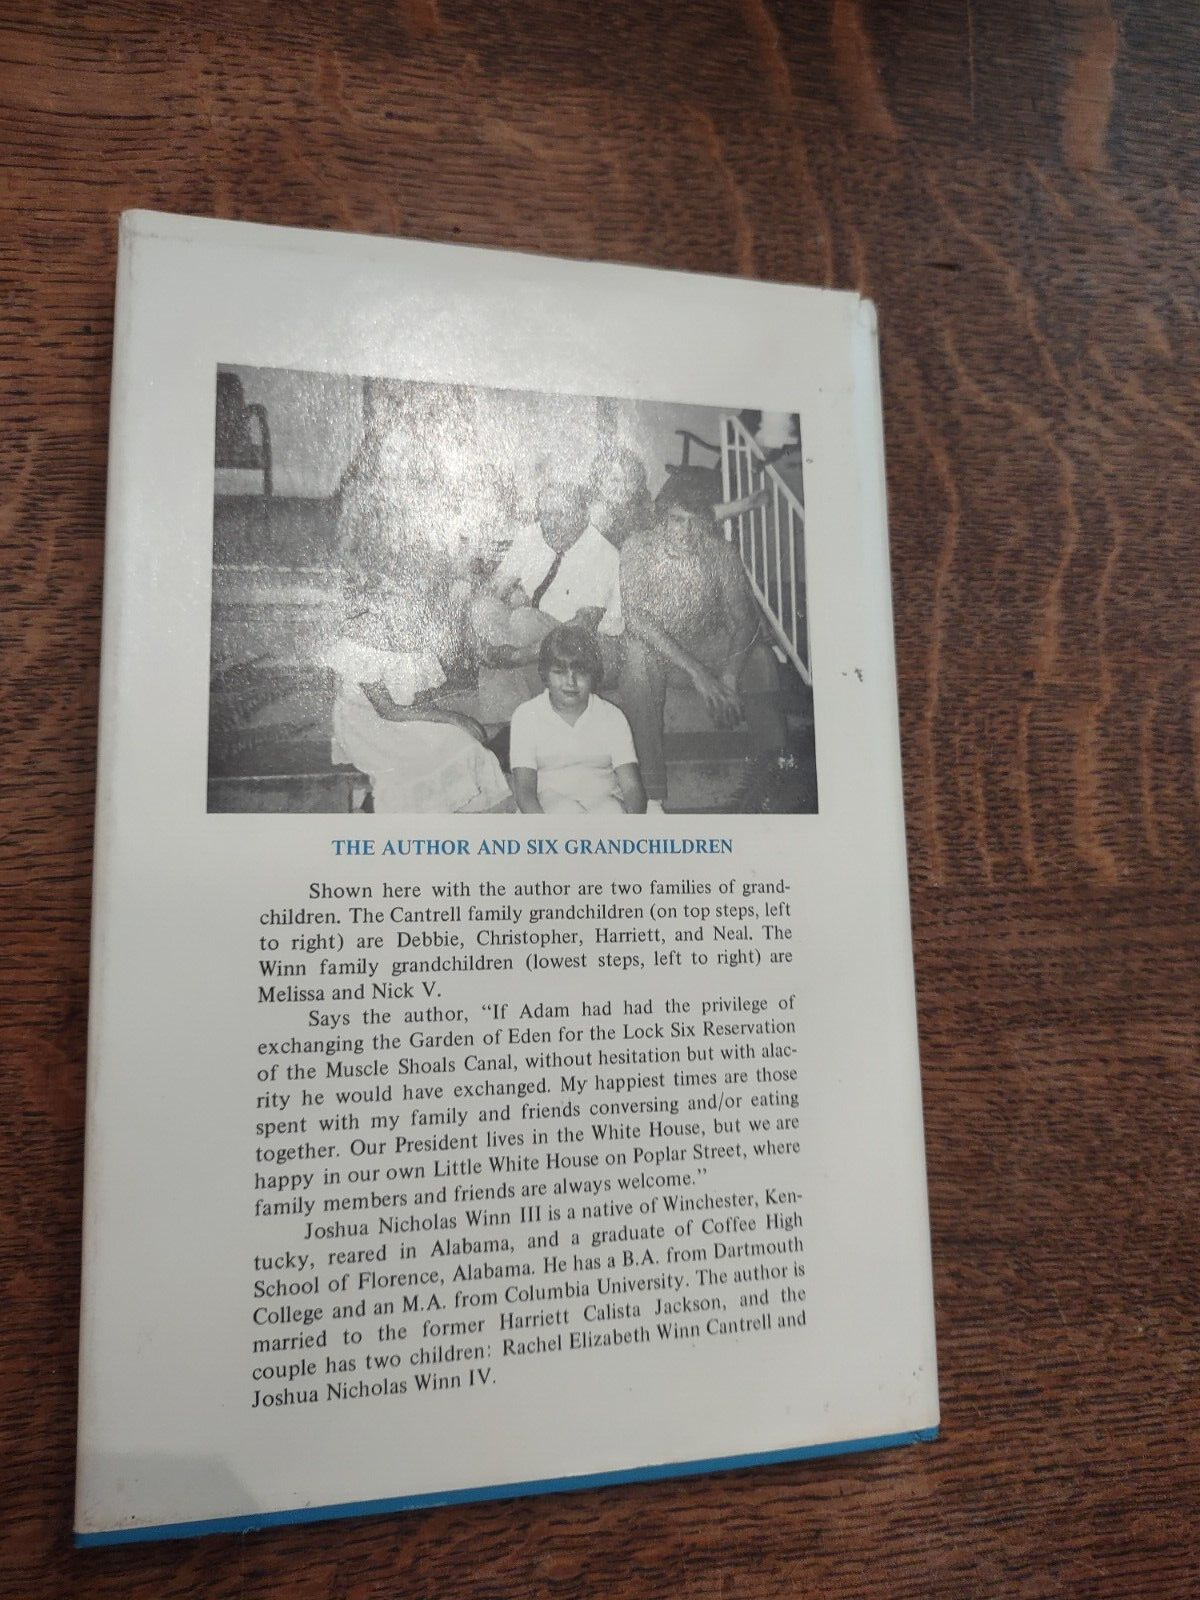 THE AUTHOR AND SIX GRANDCHILDREN
Shown here with the author are two families of grand-
children. The Cantrell family grandchildren (on top steps, left
to right) are Debbie, Christopher, Harriett, and Neal. The
Winn family grandchildren (lowest steps, left to right) are
Melissa and Nick V.
Says the author, “If Adam had had the privilege of
exchanging the Garden of Eden for the Lock Six Reservation
of the Muscle Shoals Canal, without hesitation but with alac-
rity he would have exchanged. My happiest times are those
spent with my family and friends conversing and/or eating
together. Our President lives in the White House, but we are
happy in our own Little White House on Poplar Street, where
family members and friends are always welcome.”
Joshua Nicholas Winn III is a native of Winchester, Ken-
tucky, reared in Alabama, and a graduate of Coffee High
School of Florence, Alabama. He has a B.A. from Dartmouth
College and an M.A. from Columbia University. The author is
married to the former Harriett Calista Jackson, and the
couple has two children: Rachel Elizabeth Winn Cantrell and
Joshua Nicholas Winn IV.